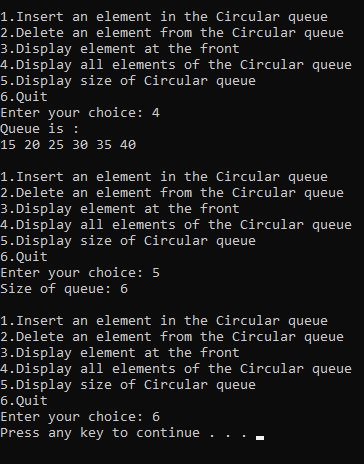 1.Insert an element in the Circular queue
2.Delete an element from the Circular queue
3.Display element at the front
4.Display all elements of the Circular queue
5.Display size of Circular queue
6.Quit
Enter your choice: 4
Queue is :
15 20 25 30 35 40
1.Insert an element in the Circular queue
2.Delete an element from the Circular queue
3.Display element at the front
4.Display all elements of the Circular queue
5.Display size of Circular queue
6.Quit
Enter your choice: 5
Size of queue: 6
1.Insert an element in the Circular queue
2.Delete an element from the Circular queue
3.Display element at the front
4.Display all elements of the Circular queue
5.Display size of Circular queue
6.Quit
Enter your choice: 6
Press any key to continue . . .